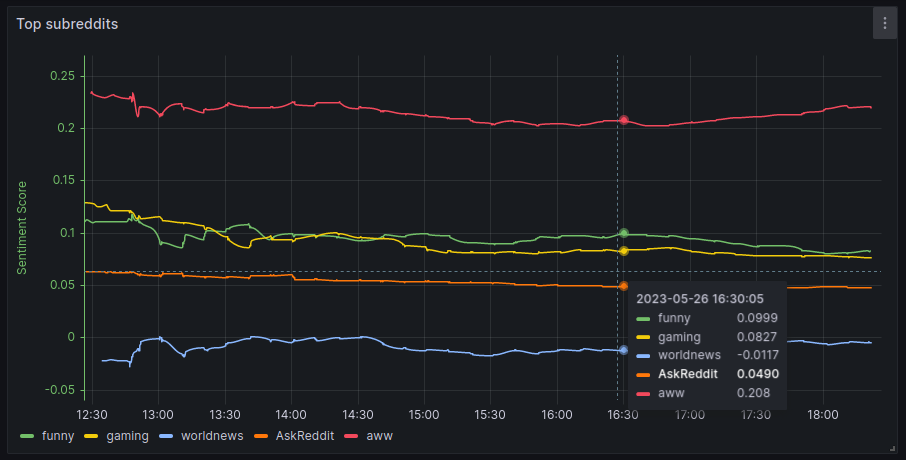 Top subreddits
Sentiment Score
0.25
0.2
0.15
0.1
0.05
0
-0.05
2023-05-26 16:30:05
funny 0.0999
gaming 0.0827
worldnews -0.0117
AskReddit 0.0490
aww 0.208
12:30 13:00 13:30 14:00 14:30 15:00 15:30 16:00 16:30 17:00 17:30 18:00
funny gaming worldnews AskReddit aww